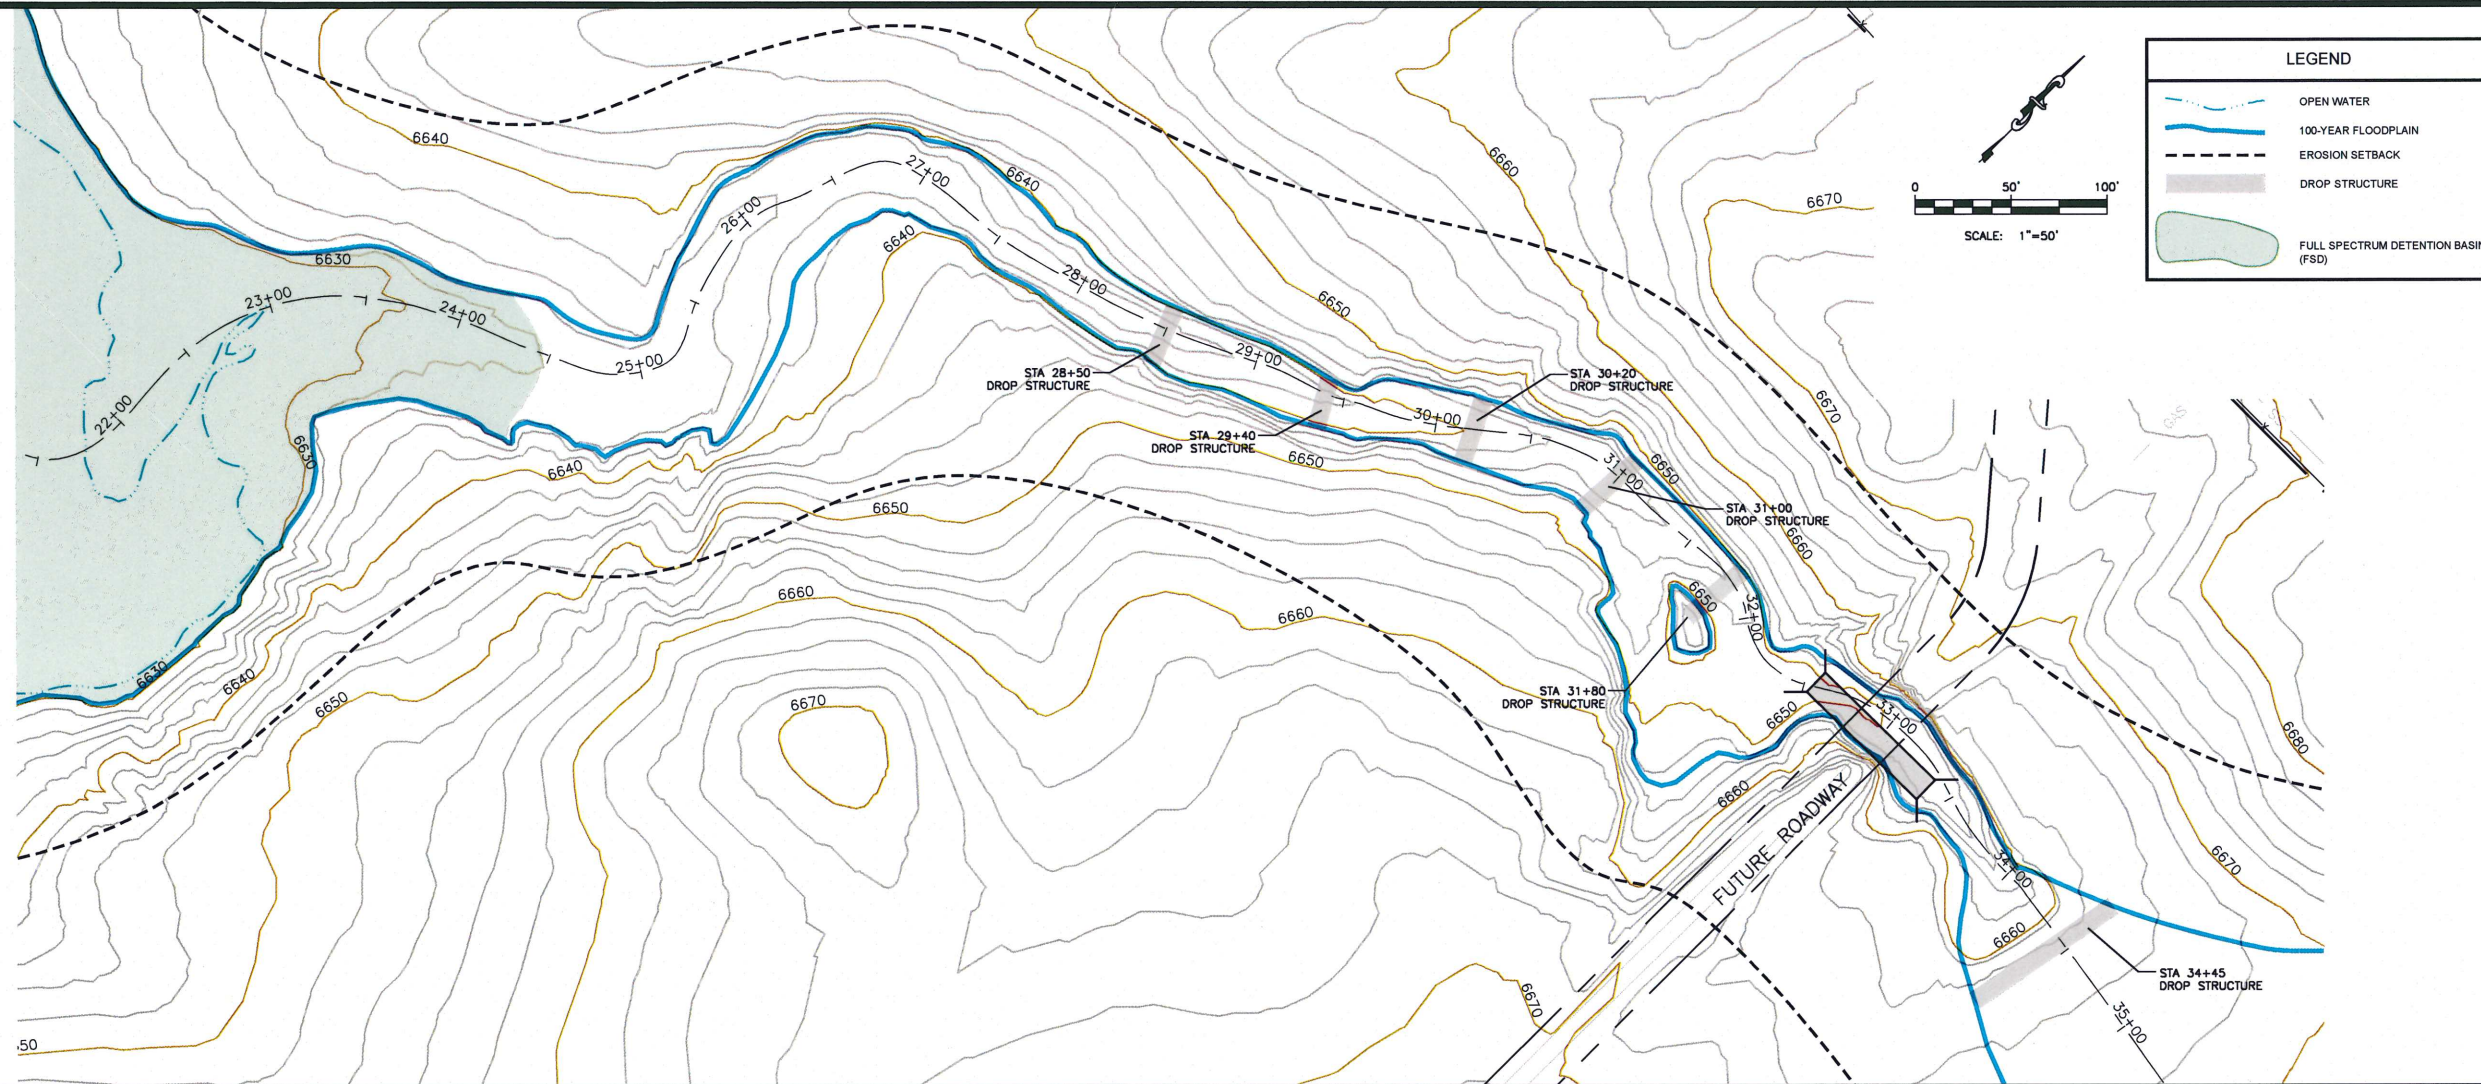 LEGEND
OPEN WATER
100-YEAR FLOODPLAIN
EROSION SETBACK
DROP STRUCTURE
FULL SPECTRUM DETENTION BASIN
(FSD)
0 50' 100'
SCALE: 1"=50'
6640
6660
6670
6640
27+00
26+00
6640
6630
23+00
24+00
25+00
28+00
6650
22+00
29+00
STA 28+50
DROP STRUCTURE
STA 30+20
DROP STRUCTURE
6670
30+00
GAS
STA 29+40
DROP STRUCTURE
6630
6640
6650
31+00
6650
6650
STA 31+00
DROP STRUCTURE
6660
6660
6660
6650
32+00
6630
6640
6650
6670
STA 31+80
DROP STRUCTURE
6650
33+00
6680
6660
FUTURE ROADWAY
34+00
6670
6660
STA 34+45
DROP STRUCTURE
6670
35+00
50